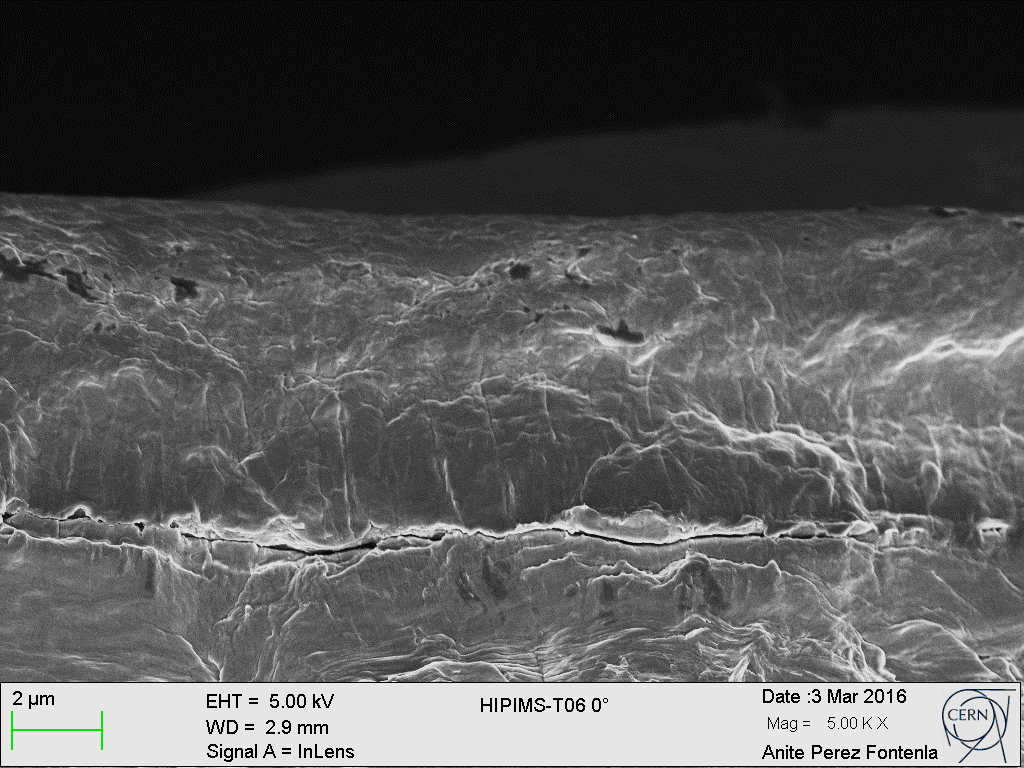 2 µm
EHT = 5.00 kV
WD = 2.9 mm
Signal A = InLens
HIPIMS-T06 0°
Date :3 Mar 2016
Mag = 5.00 K X
Anite Perez Fontenla
CERN